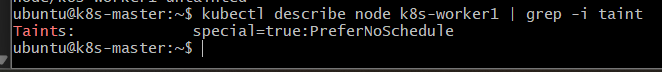 ubuntu@k8s-master:~$ kubectl describe node k8s-worker1 | grep -i taint
Taints:             special=true:PreferNoSchedule
ubuntu@k8s-master:~$